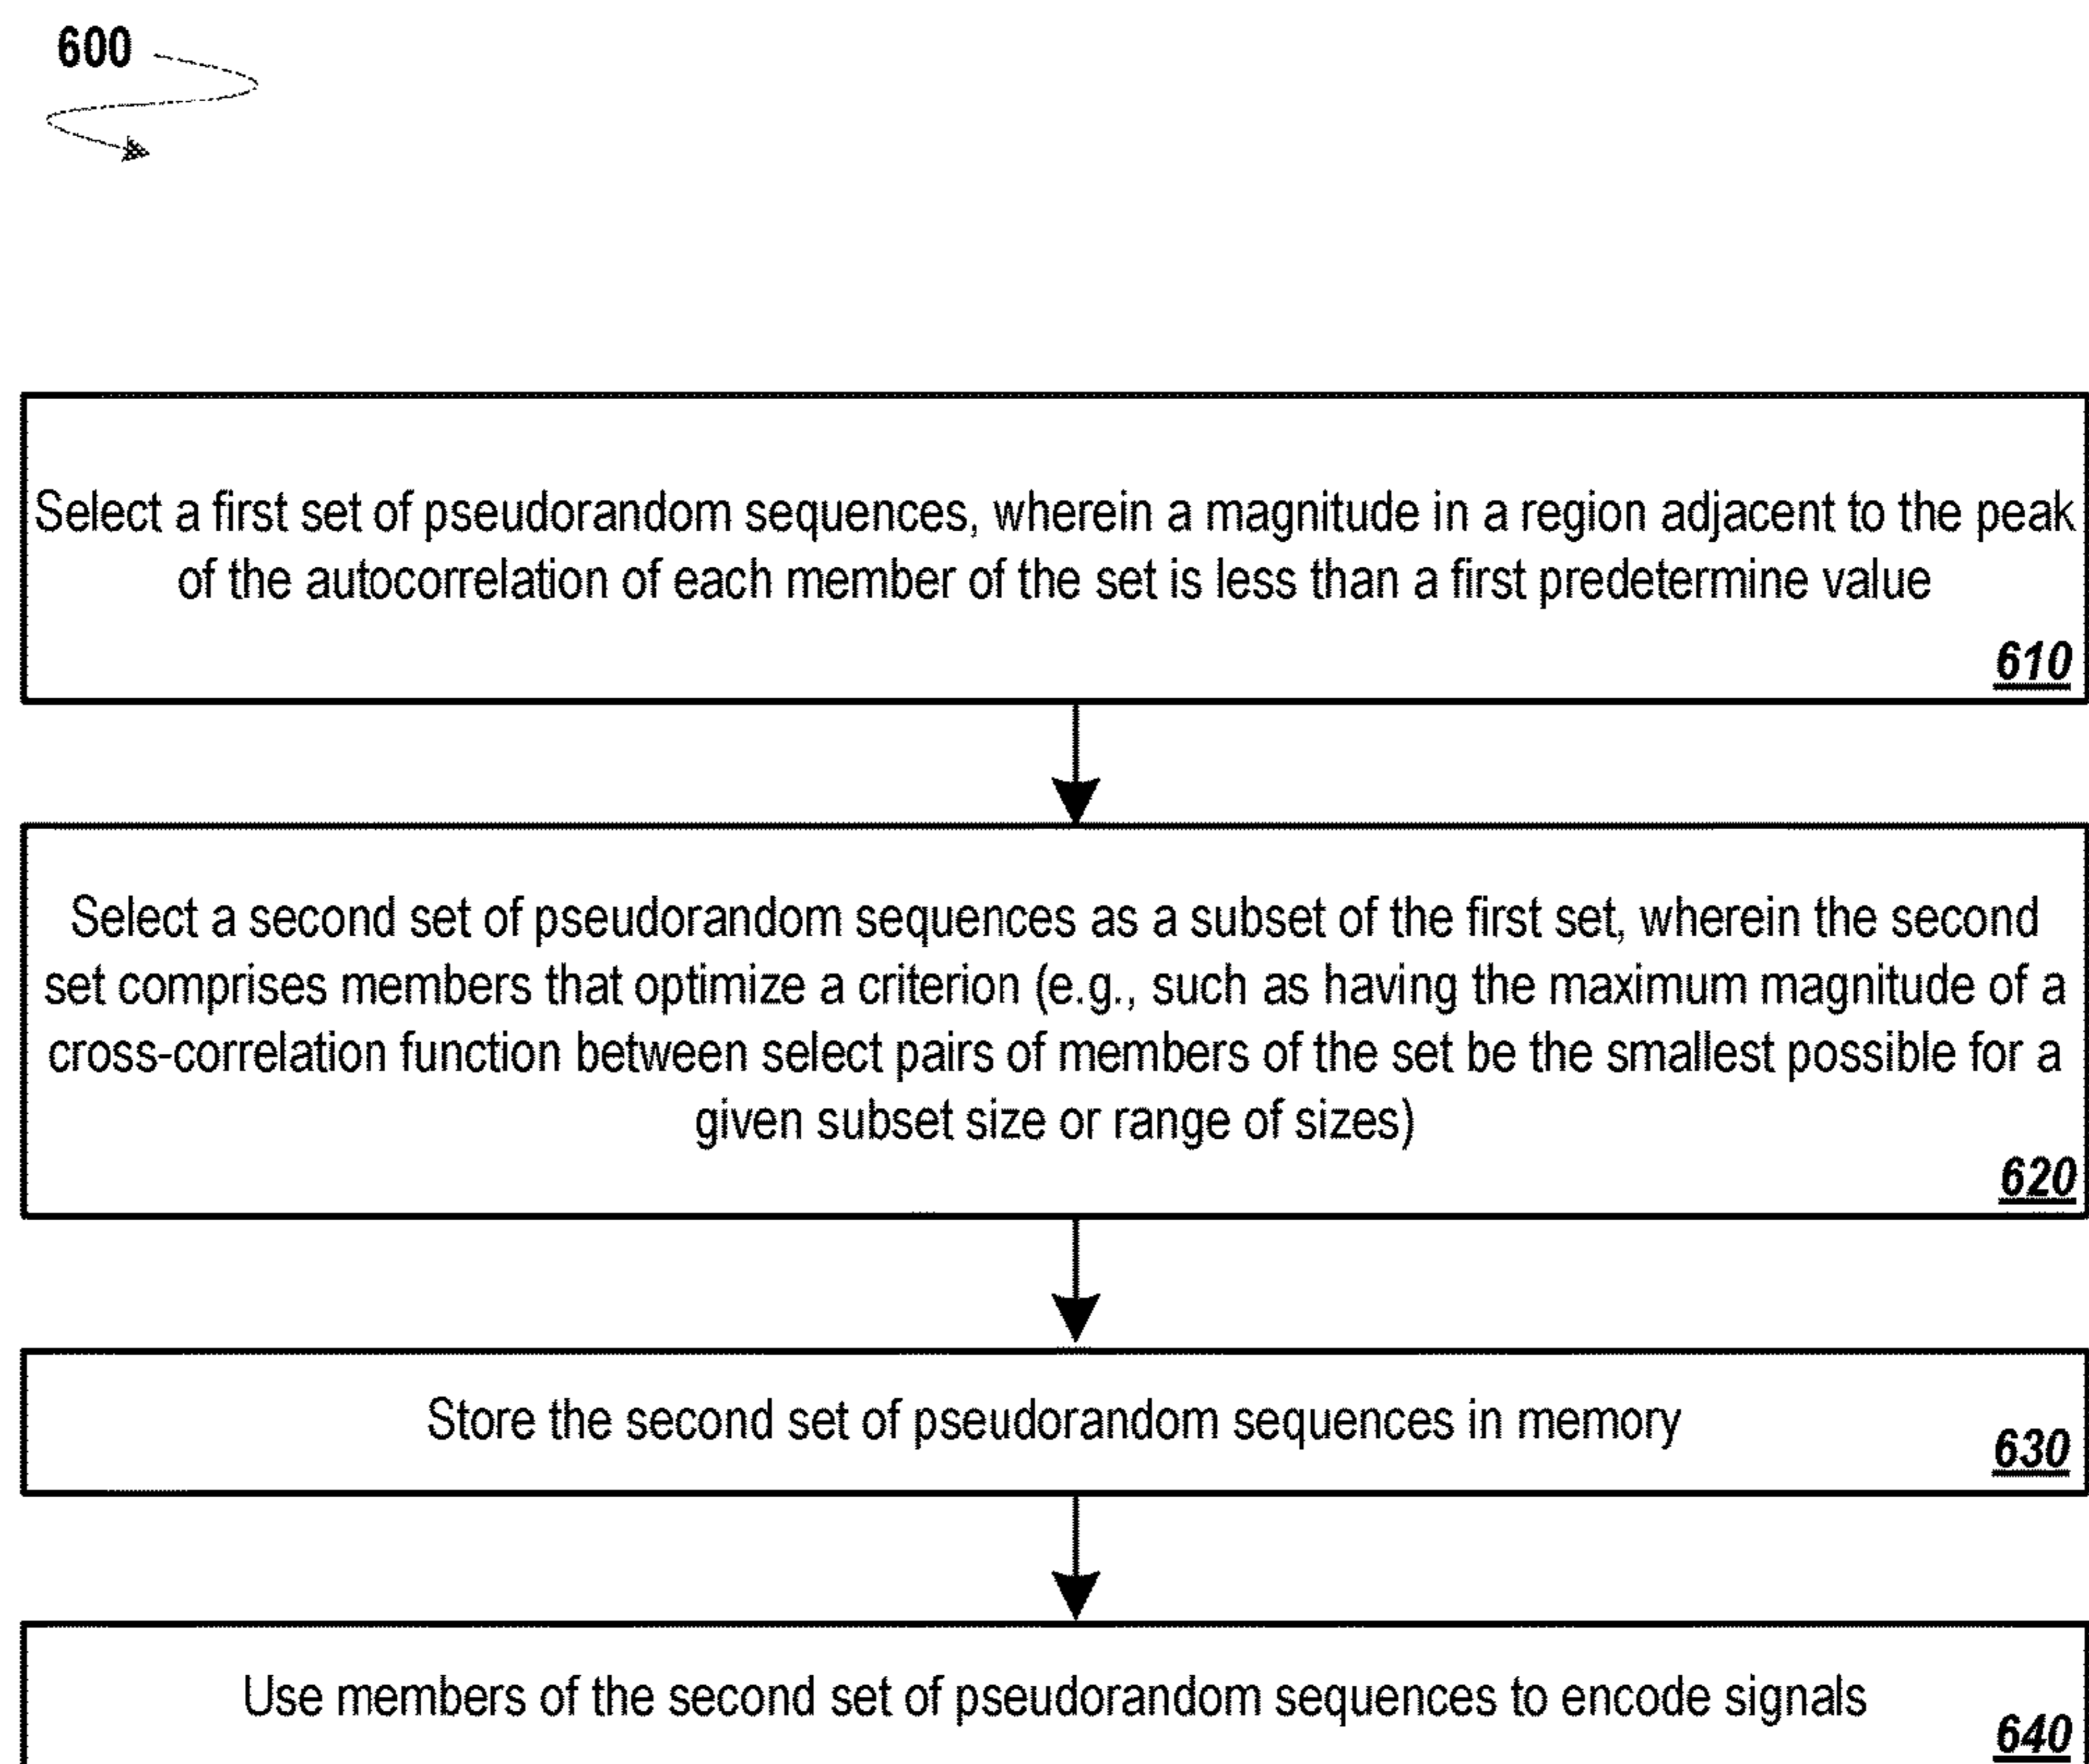 600
Select a first set of pseudorandom sequences, wherein a magnitude in a region adjacent to the peak
of the autocorrelation of each member of the set is less than a first predetermine value
610
Select a second set of pseudorandom sequences as a subset of the first set, wherein the second
set comprises members that optimize a criterion (e.g., such as having the maximum magnitude of a
cross-correlation function between select pairs of members of the set be the smallest possible for a
given subset size or range of sizes)
620
Store the second set of pseudorandom sequences in memory
630
Use members of the second set of pseudorandom sequences to encode signals
640